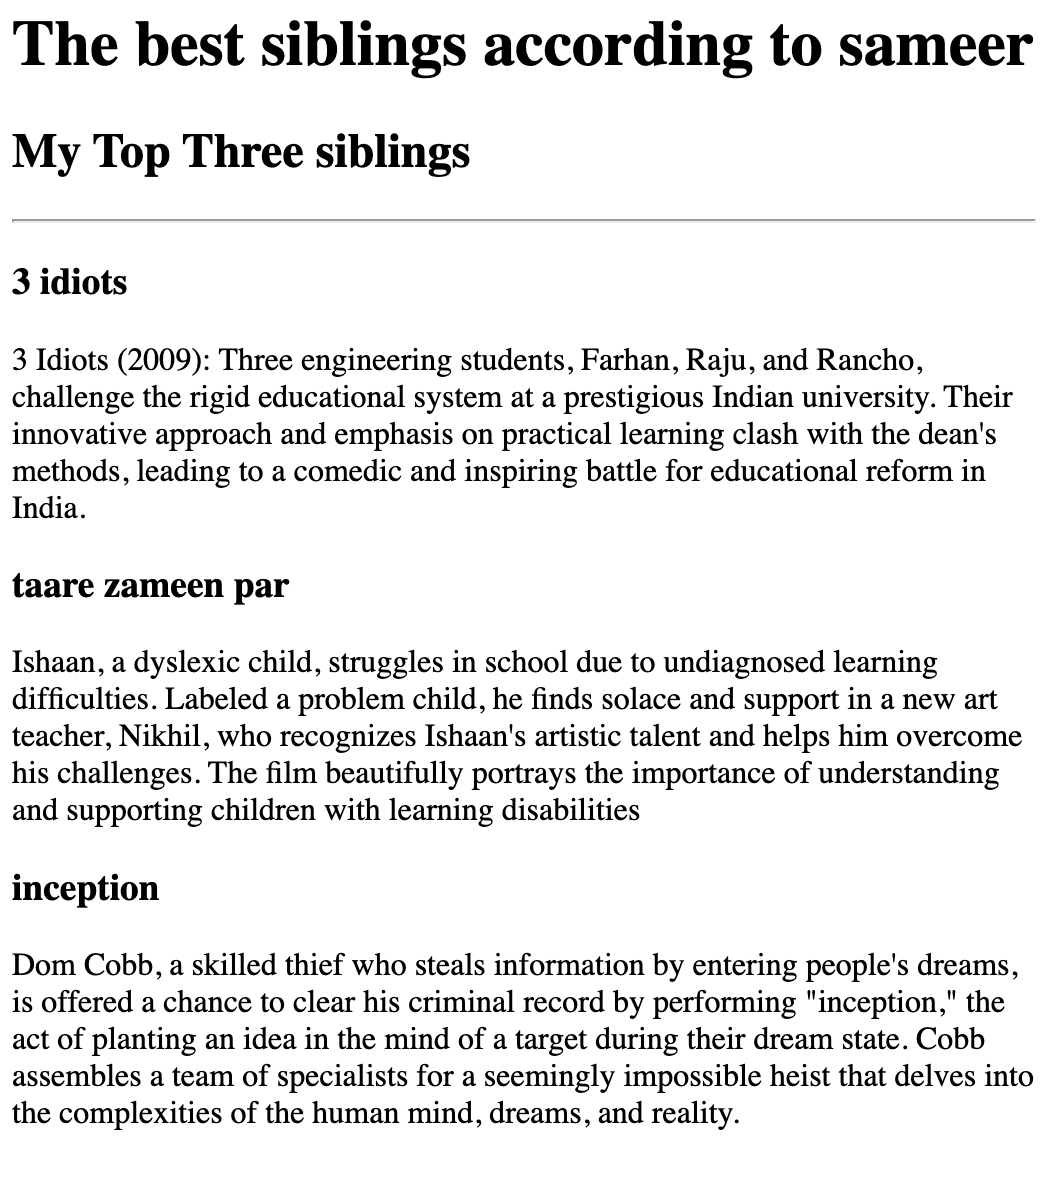 The best siblings according to sameer
My Top Three siblings
3 idiots
3 Idiots (2009): Three engineering students, Farhan, Raju, and Rancho,
challenge the rigid educational system at a prestigious Indian university. Their
innovative approach and emphasis on practical learning clash with the dean's
methods, leading to a comedic and inspiring battle for educational reform in
India.
taare zameen par
Ishaan, a dyslexic child, struggles in school due to undiagnosed learning
difficulties. Labeled a problem child, he finds solace and support in a new art
teacher, Nikhil, who recognizes Ishaan's artistic talent and helps him overcome
his challenges. The film beautifully portrays the importance of understanding
and supporting children with learning disabilities
inception
Dom Cobb, a skilled thief who steals information by entering people's dreams,
is offered a chance to clear his criminal record by performing "inception," the
act of planting an idea in the mind of a target during their dream state. Cobb
assembles a team of specialists for a seemingly impossible heist that delves into
the complexities of the human mind, dreams, and reality.